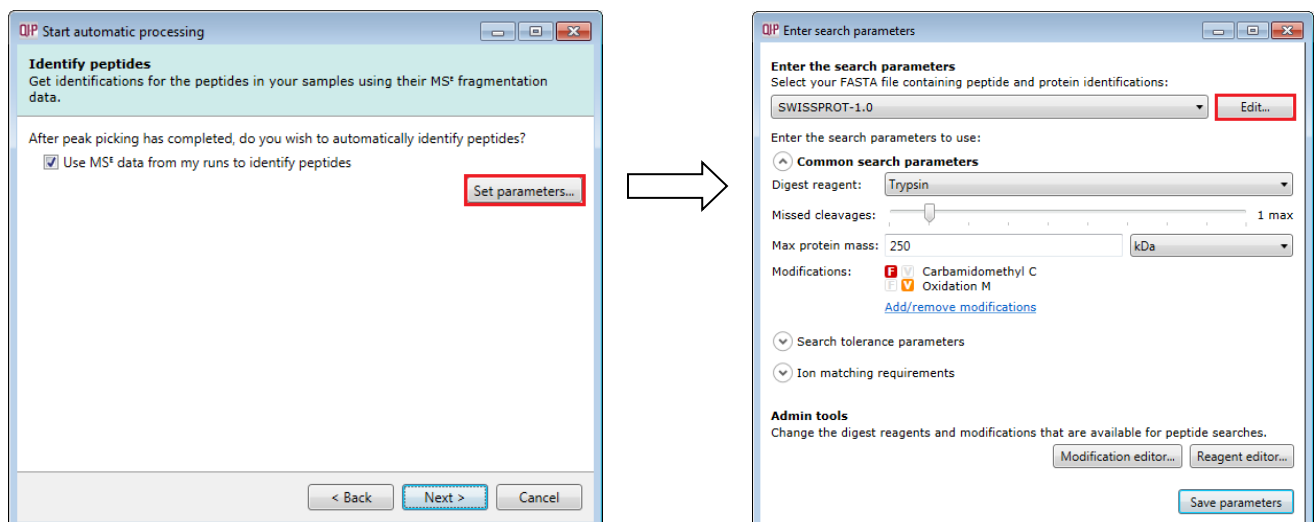 QIP Start automatic processing
Identify peptides
Get identifications for the peptides in your samples using their MSᴱ fragmentation
data.
After peak picking has completed, do you wish to automatically identify peptides?
Use MSᴱ data from my runs to identify peptides
Set parameters...
< Back
Next >
Cancel
QIP Enter search parameters
Enter the search parameters
Select your FASTA file containing peptide and protein identifications:
SWISSPROT-1.0
Edit...
Enter the search parameters to use:
Common search parameters
Digest reagent: Trypsin
Missed cleavages: 1 max
Max protein mass: 250 kDa
Modifications: F V Carbamidomethyl C
F V Oxidation M
Add/remove modifications
Search tolerance parameters
Ion matching requirements
Admin tools
Change the digest reagents and modifications that are available for peptide searches.
Modification editor... Reagent editor...
Save parameters